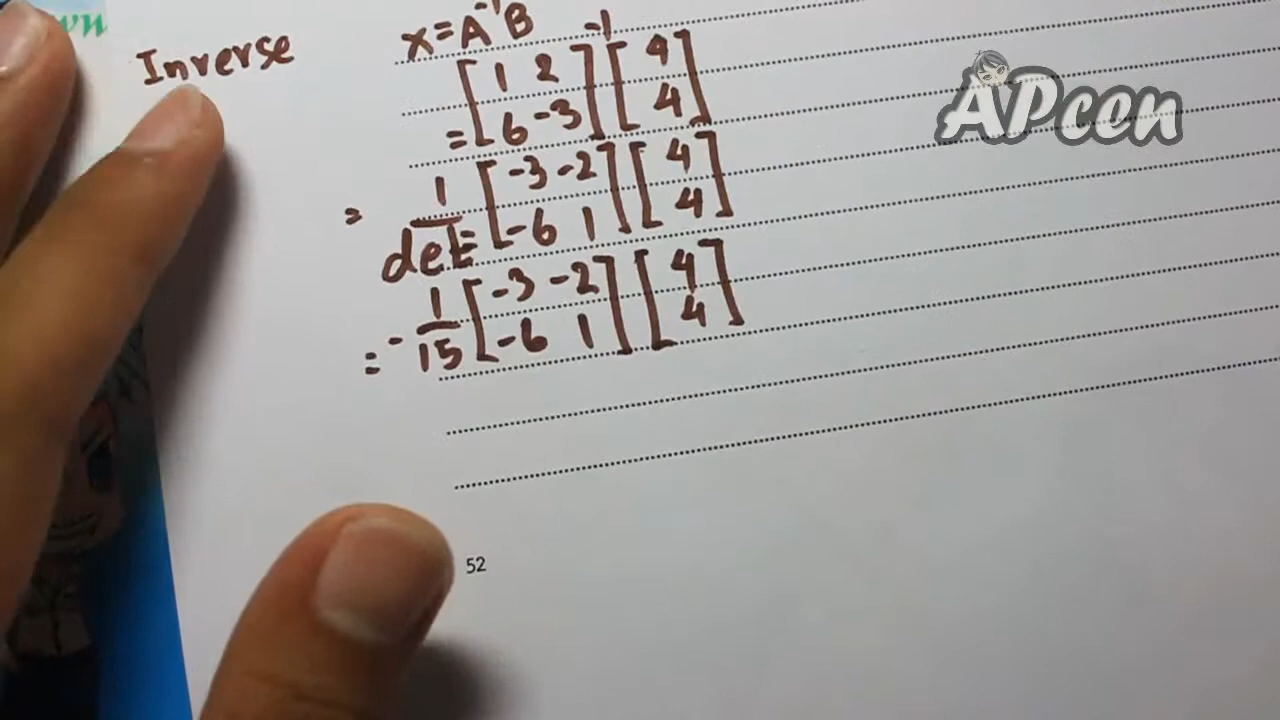 wn
Inverse
x = A⁻¹B
= [1 2; 6 -3]⁻¹ [4; 4]
= 1/det= [-3 -2; -6 1] [4; 4]
= -1/15 [-3 -2; -6 1] [4; 4]
52
APcen